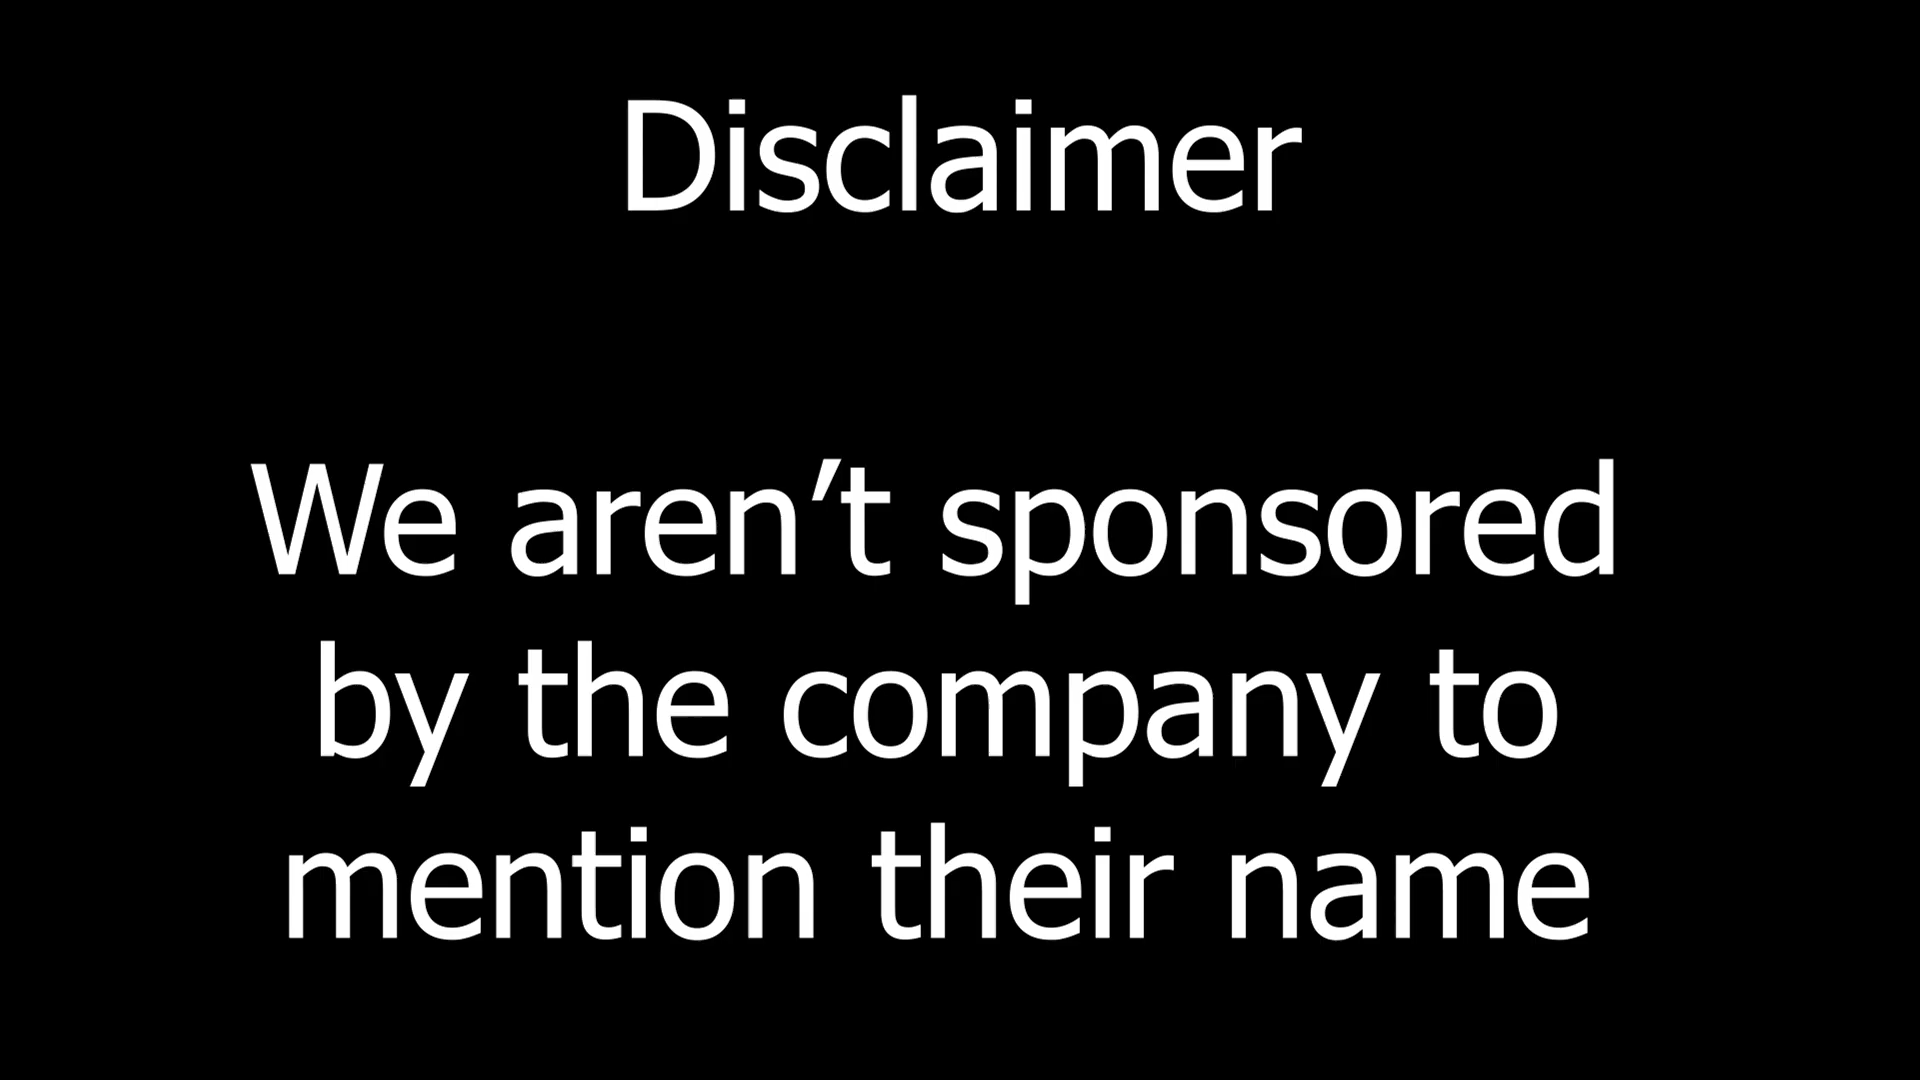 Disclaimer
We aren’t sponsored
by the company to
mention their name